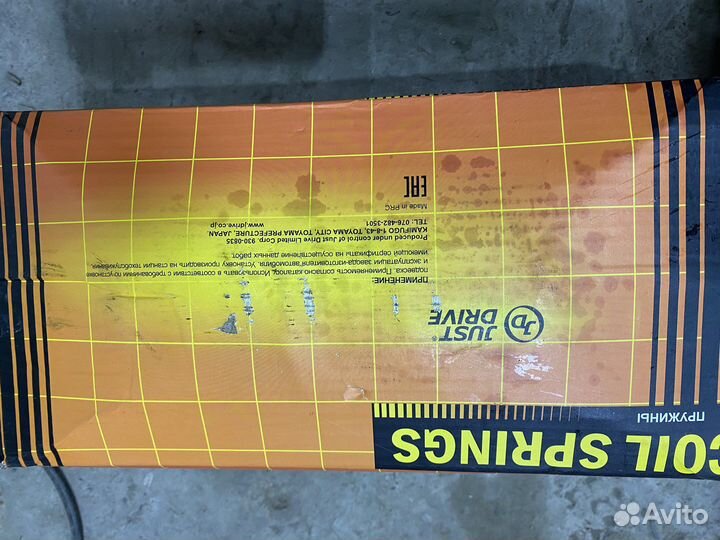 COIL SPRINGS
ПРУЖИНЫ
JD
JUST
DRIVE
ПРИМЕНЕНИЕ:
подвеска. Применяемость согласно каталогу. Использовать в соответствии с требованиями по установке
и эксплуатации завода-изготовителя автомобиля. Установку производить на станции техобслуживания
имеющей сертификаты на осуществление данных работ.
Produced under control of Just Drive Limited Corp. 930-0835
KAMIFUGO 14-43, TOYAMA CITY, TOYAMA PREFECTURE, JAPAN.
TEL: 076-482-3501
www.jdrive.co.jp
Made in PRC
EAC
Avito